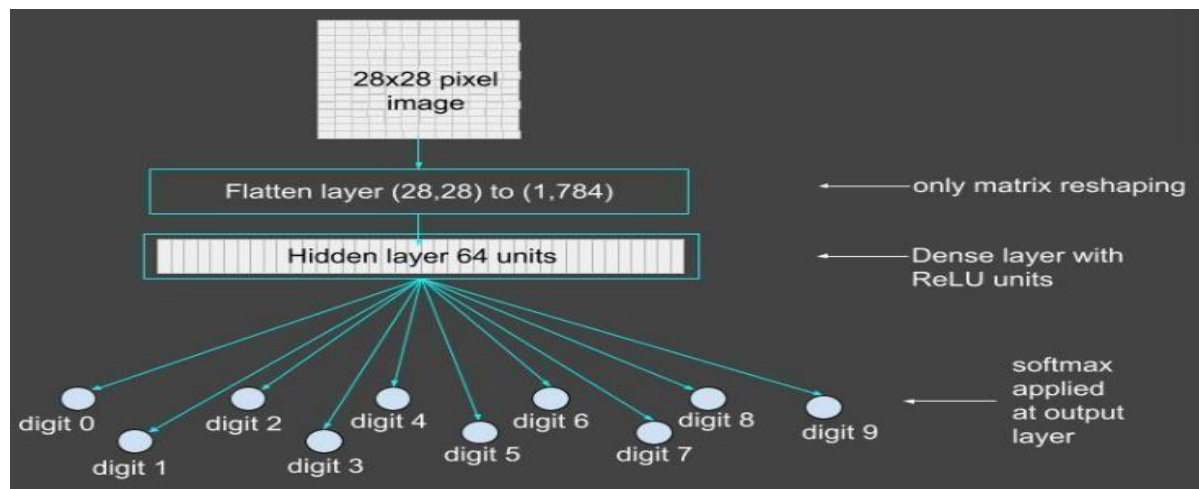 28x28 pixel
image
Flatten layer (28,28) to (1,784)
only matrix reshaping
Hidden layer 64 units
Dense layer with
ReLU units
softmax
applied
at output
layer
digit 0
digit 2
digit 4
digit 6
digit 8
digit 9
digit 1
digit 3
digit 5
digit 7